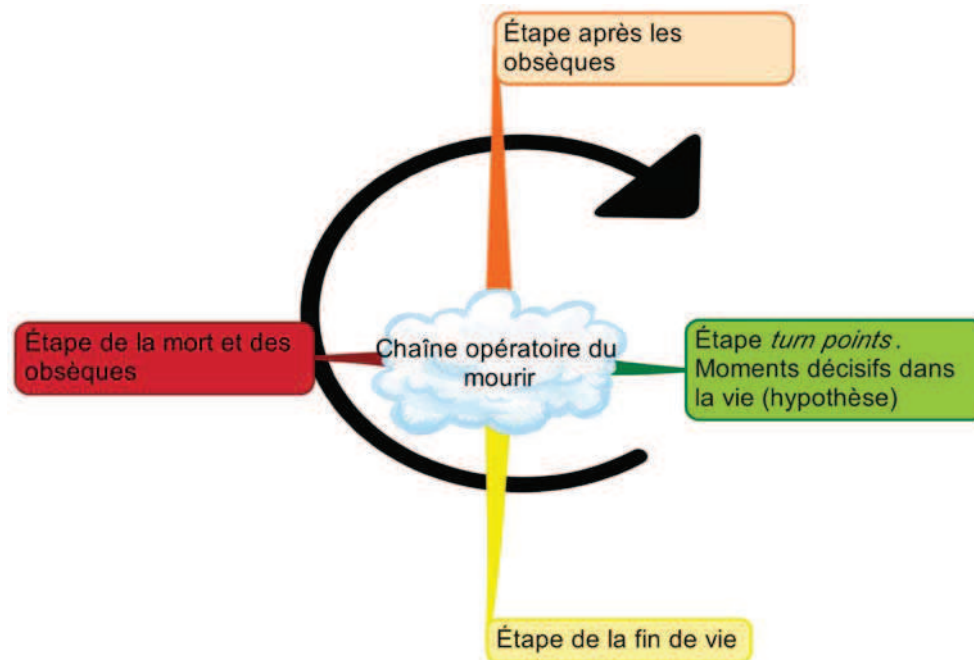 Étape après les
obsèques
Étape de la mort et des
obsèques
Chaîne opératoire du
mourir
Étape turn points.
Moments décisifs dans
la vie (hypothèse)
Étape de la fin de vie